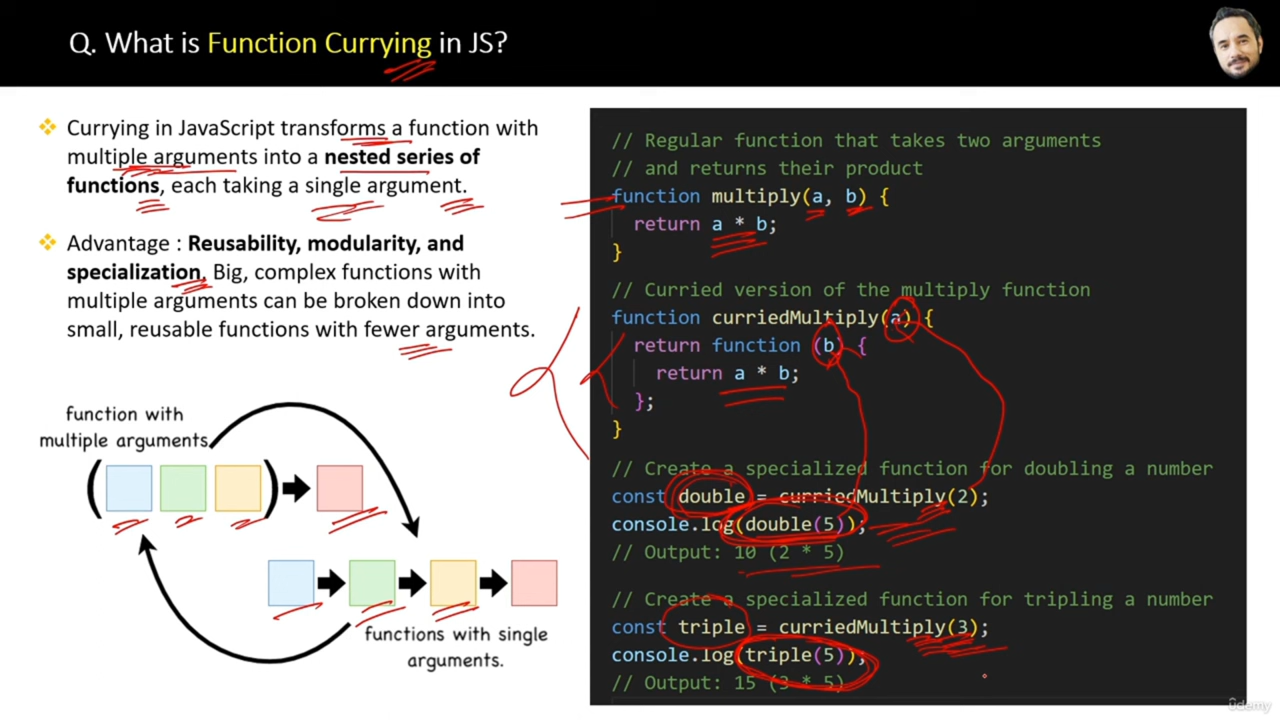 Q. What is Function Currying in JS?
Currying in JavaScript transforms a function with
multiple arguments into a nested series of
functions, each taking a single argument.
Advantage : Reusability, modularity, and
specialization. Big, complex functions with
multiple arguments can be broken down into
small, reusable functions with fewer arguments.
function with
multiple arguments.
functions with single
arguments.
// Regular function that takes two arguments
// and returns their product
function multiply(a, b) {
  return a * b;
}
// Curried version of the multiply function
function curriedMultiply(a) {
  return function (b) {
    return a * b;
  };
}
// Create a specialized function for doubling a number
const double = curriedMultiply(2);
console.log(double(5));
// Output: 10 (2 * 5)
// Create a specialized function for tripling a number
const triple = curriedMultiply(3);
console.log(triple(5));
// Output: 15 (3 * 5)
ûdemy